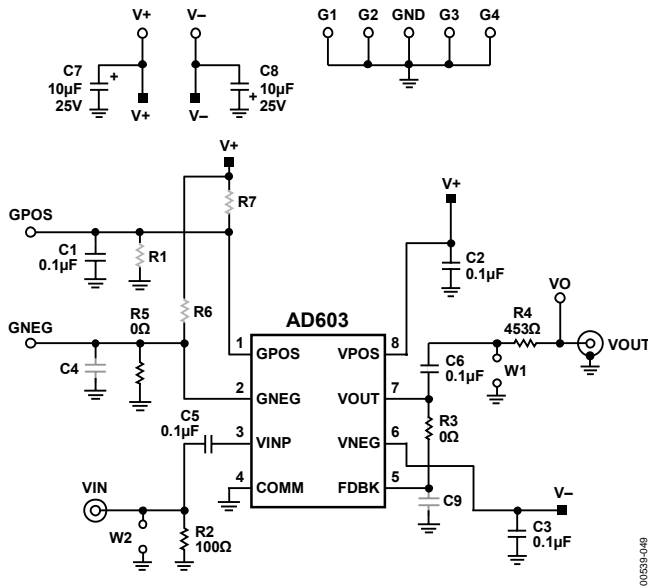 V+ V– G1 G2 GND G3 G4
C7 10µF 25V
C8 10µF 25V
+ +
V+ V–
V+
R7
GPOS
C1 0.1µF
R1
V+
C2 0.1µF
R5 0Ω
R6
GNEG
C4
AD603
1 GPOS VPOS 8
2 GNEG VOUT 7
3 VINP VNEG 6
4 COMM FDBK 5
C6 0.1µF
R4 453Ω
VO
VOUT
W1
R3 0Ω
C5 0.1µF
VIN
W2
R2 100Ω
C9
V–
C3 0.1µF
00539-049